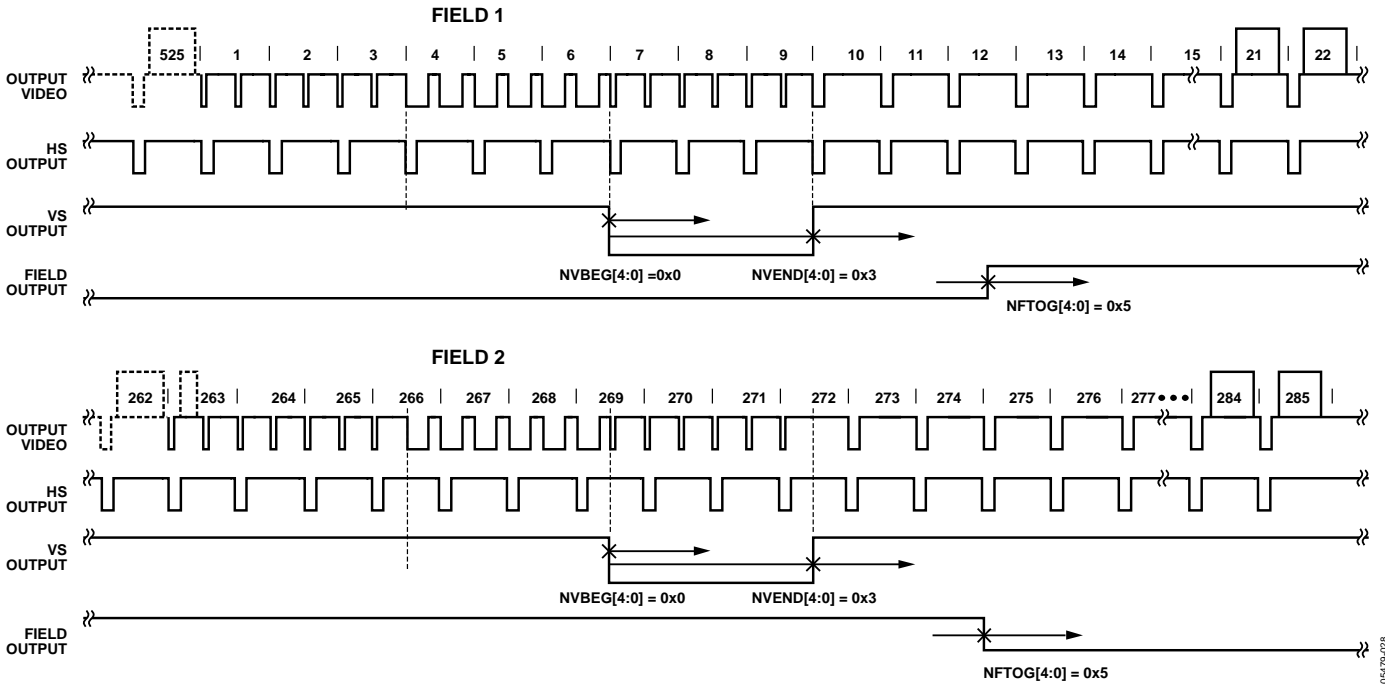 FIELD 1
525 1 2 3 4 5 6 7 8 9 10 11 12 13 14 15 21 22
OUTPUT
VIDEO
HS
OUTPUT
VS
OUTPUT
NVBEG[4:0] =0x0 NVEND[4:0] = 0x3
FIELD
OUTPUT
NFTOG[4:0] = 0x5
FIELD 2
262 263 264 265 266 267 268 269 270 271 272 273 274 275 276 277 ••• 284 285
OUTPUT
VIDEO
HS
OUTPUT
VS
OUTPUT
NVBEG[4:0] = 0x0 NVEND[4:0] = 0x3
FIELD
OUTPUT
NFTOG[4:0] = 0x5
05479-028